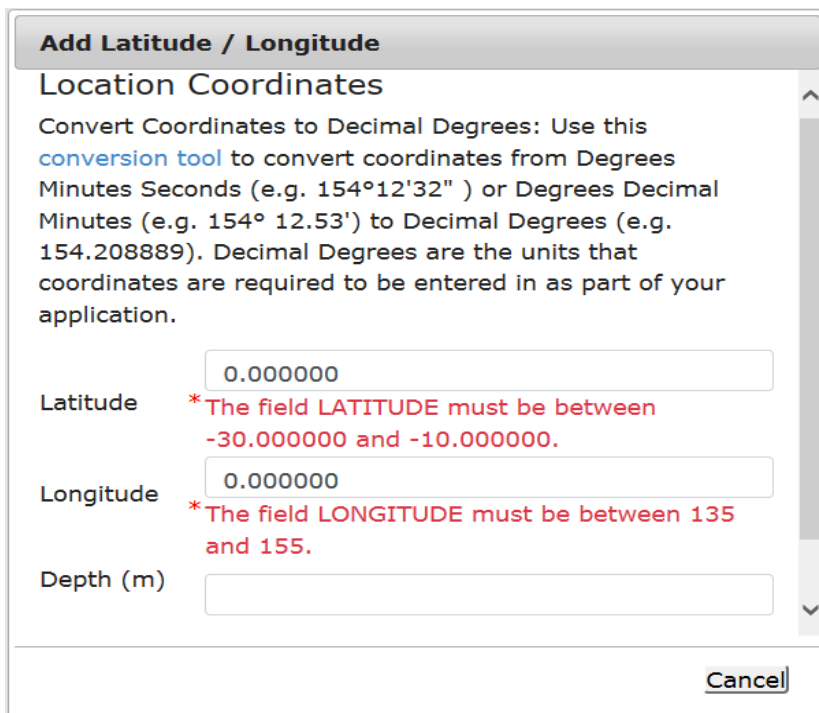 Add Latitude / Longitude
Location Coordinates
Convert Coordinates to Decimal Degrees: Use this
conversion tool to convert coordinates from Degrees
Minutes Seconds (e.g. 154°12'32" ) or Degrees Decimal
Minutes (e.g. 154° 12.53') to Decimal Degrees (e.g.
154.208889). Decimal Degrees are the units that
coordinates are required to be entered in as part of your
application.
0.000000
Latitude
*The field LATITUDE must be between
-30.000000 and -10.000000.
0.000000
Longitude
*The field LONGITUDE must be between 135
and 155.
Depth (m)
Cancel